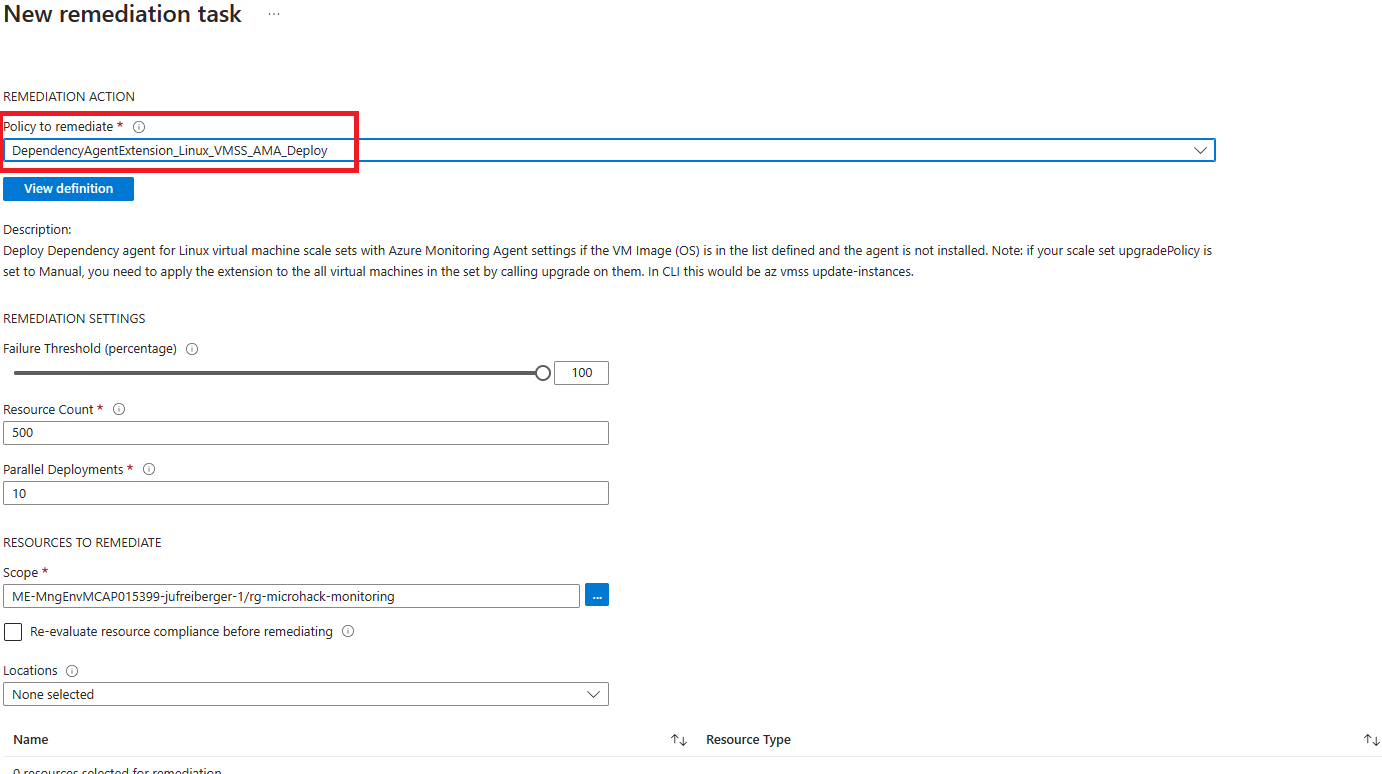 New remediation task ...
REMEDIATION ACTION
Policy to remediate *
DependencyAgentExtension_Linux_VMSS_AMA_Deploy
View definition
Description:
Deploy Dependency agent for Linux virtual machine scale sets with Azure Monitoring Agent settings if the VM Image (OS) is in the list defined and the agent is not installed. Note: if your scale set upgradePolicy is
set to Manual, you need to apply the extension to the all virtual machines in the set by calling upgrade on them. In CLI this would be az vmss update-instances.
REMEDIATION SETTINGS
Failure Threshold (percentage)
100
Resource Count *
500
Parallel Deployments *
10
RESOURCES TO REMEDIATE
Scope *
ME-MngEnvMCAP015399-jufreiberger-1/rg-microhack-monitoring
...
Re-evaluate resource compliance before remediating
Locations
None selected
Name Resource Type
0 resources selected for remediation